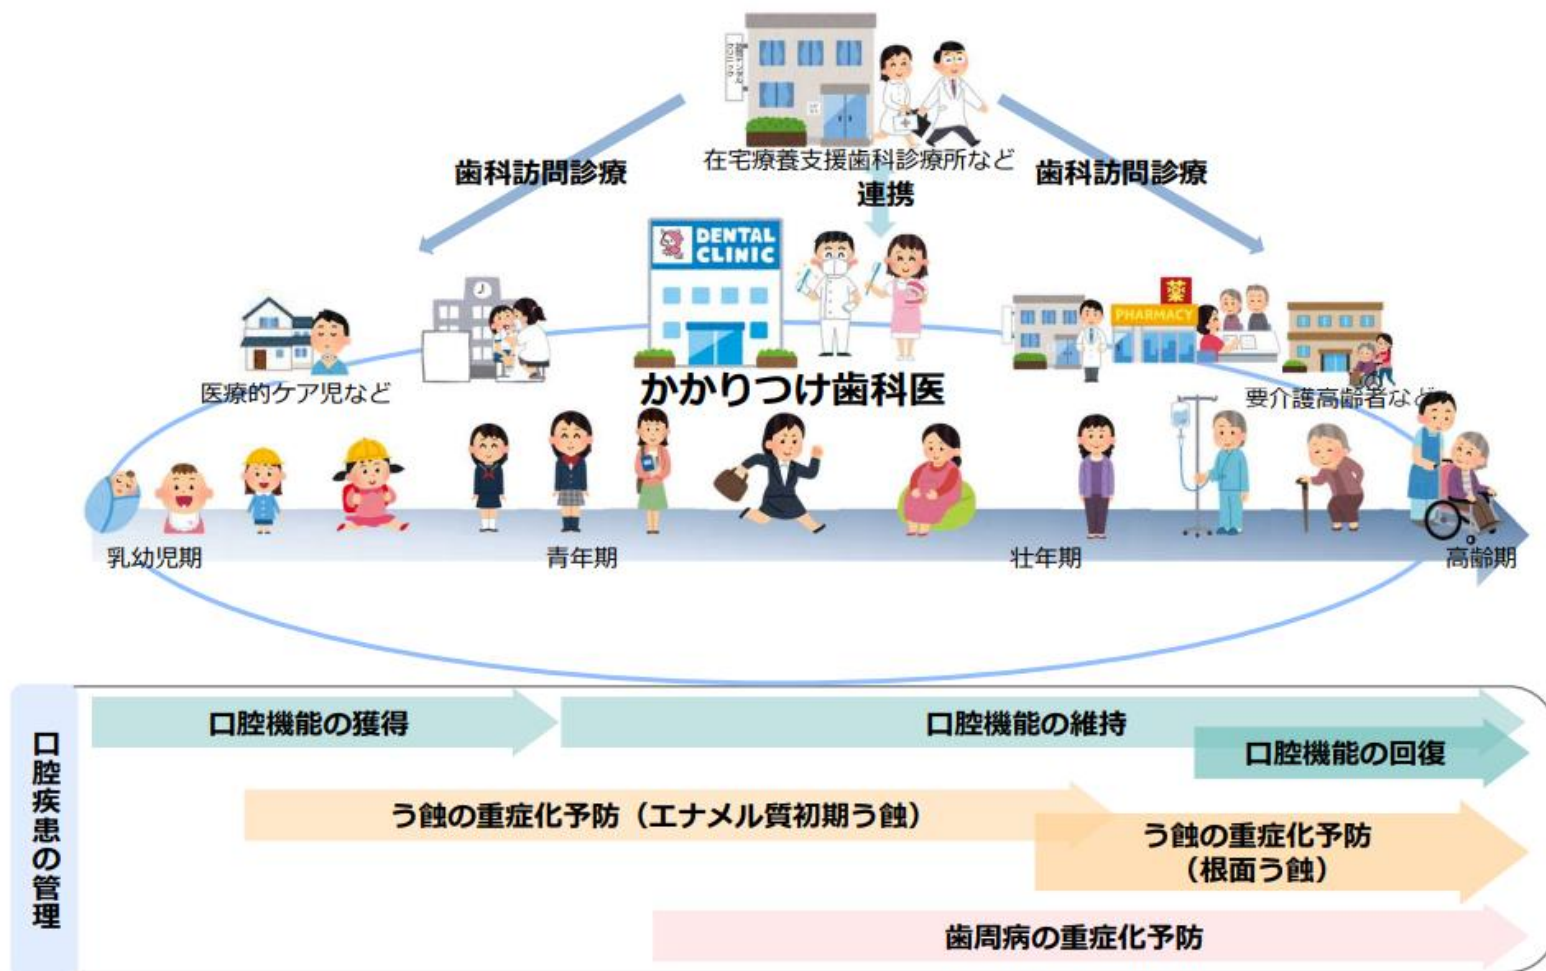 在宅療養支援歯科診療所など
歯科訪問診療
連携
歯科訪問診療
DENTAL
CLINIC
薬
PHARMACY
かかりつけ歯科医
医療的ケア児など
要介護高齢者など
乳幼児期
青年期
壮年期
高齢期
口腔疾患の管理
口腔機能の獲得
口腔機能の維持
口腔機能の回復
う蝕の重症化予防（エナメル質初期う蝕）
う蝕の重症化予防
（根面う蝕）
歯周病の重症化予防